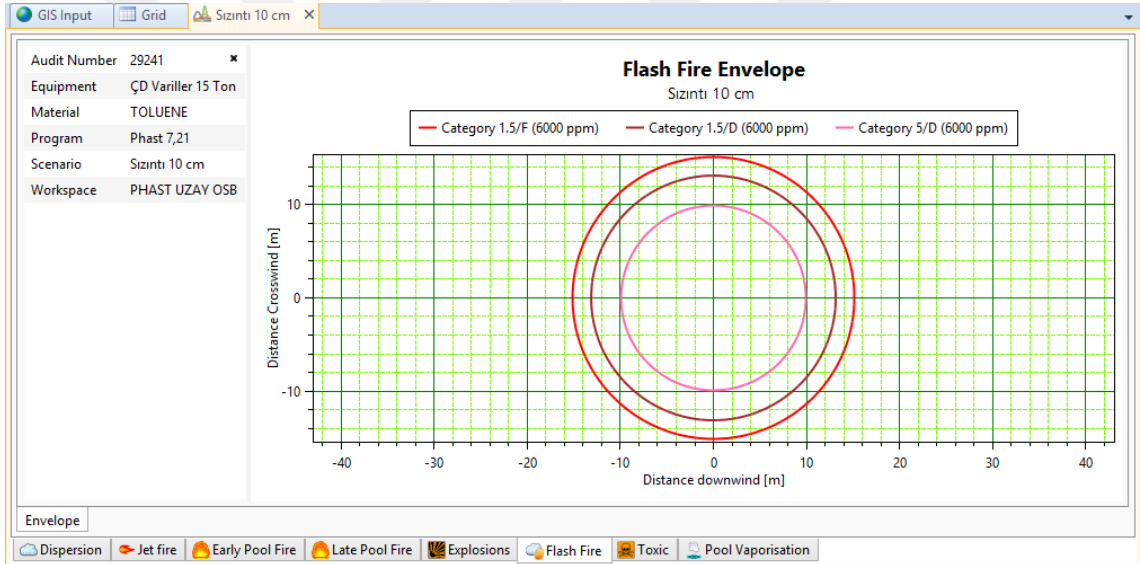 GIS Input Grid Sızıntı 10 cm
Audit Number 29241
Equipment ÇD Variller 15 Ton
Material TOLUENE
Program Phast 7,21
Scenario Sızıntı 10 cm
Workspace PHAST UZAY OSB
Flash Fire Envelope
Sızıntı 10 cm
Category 1.5/F (6000 ppm) Category 1.5/D (6000 ppm) Category 5/D (6000 ppm)
Distance Crosswind [m]
10
0
-10
-40 -30 -20 -10 0 10 20 30 40
Distance downwind [m]
Envelope
Dispersion Jet fire Early Pool Fire Late Pool Fire Explosions Flash Fire Toxic Pool Vaporisation